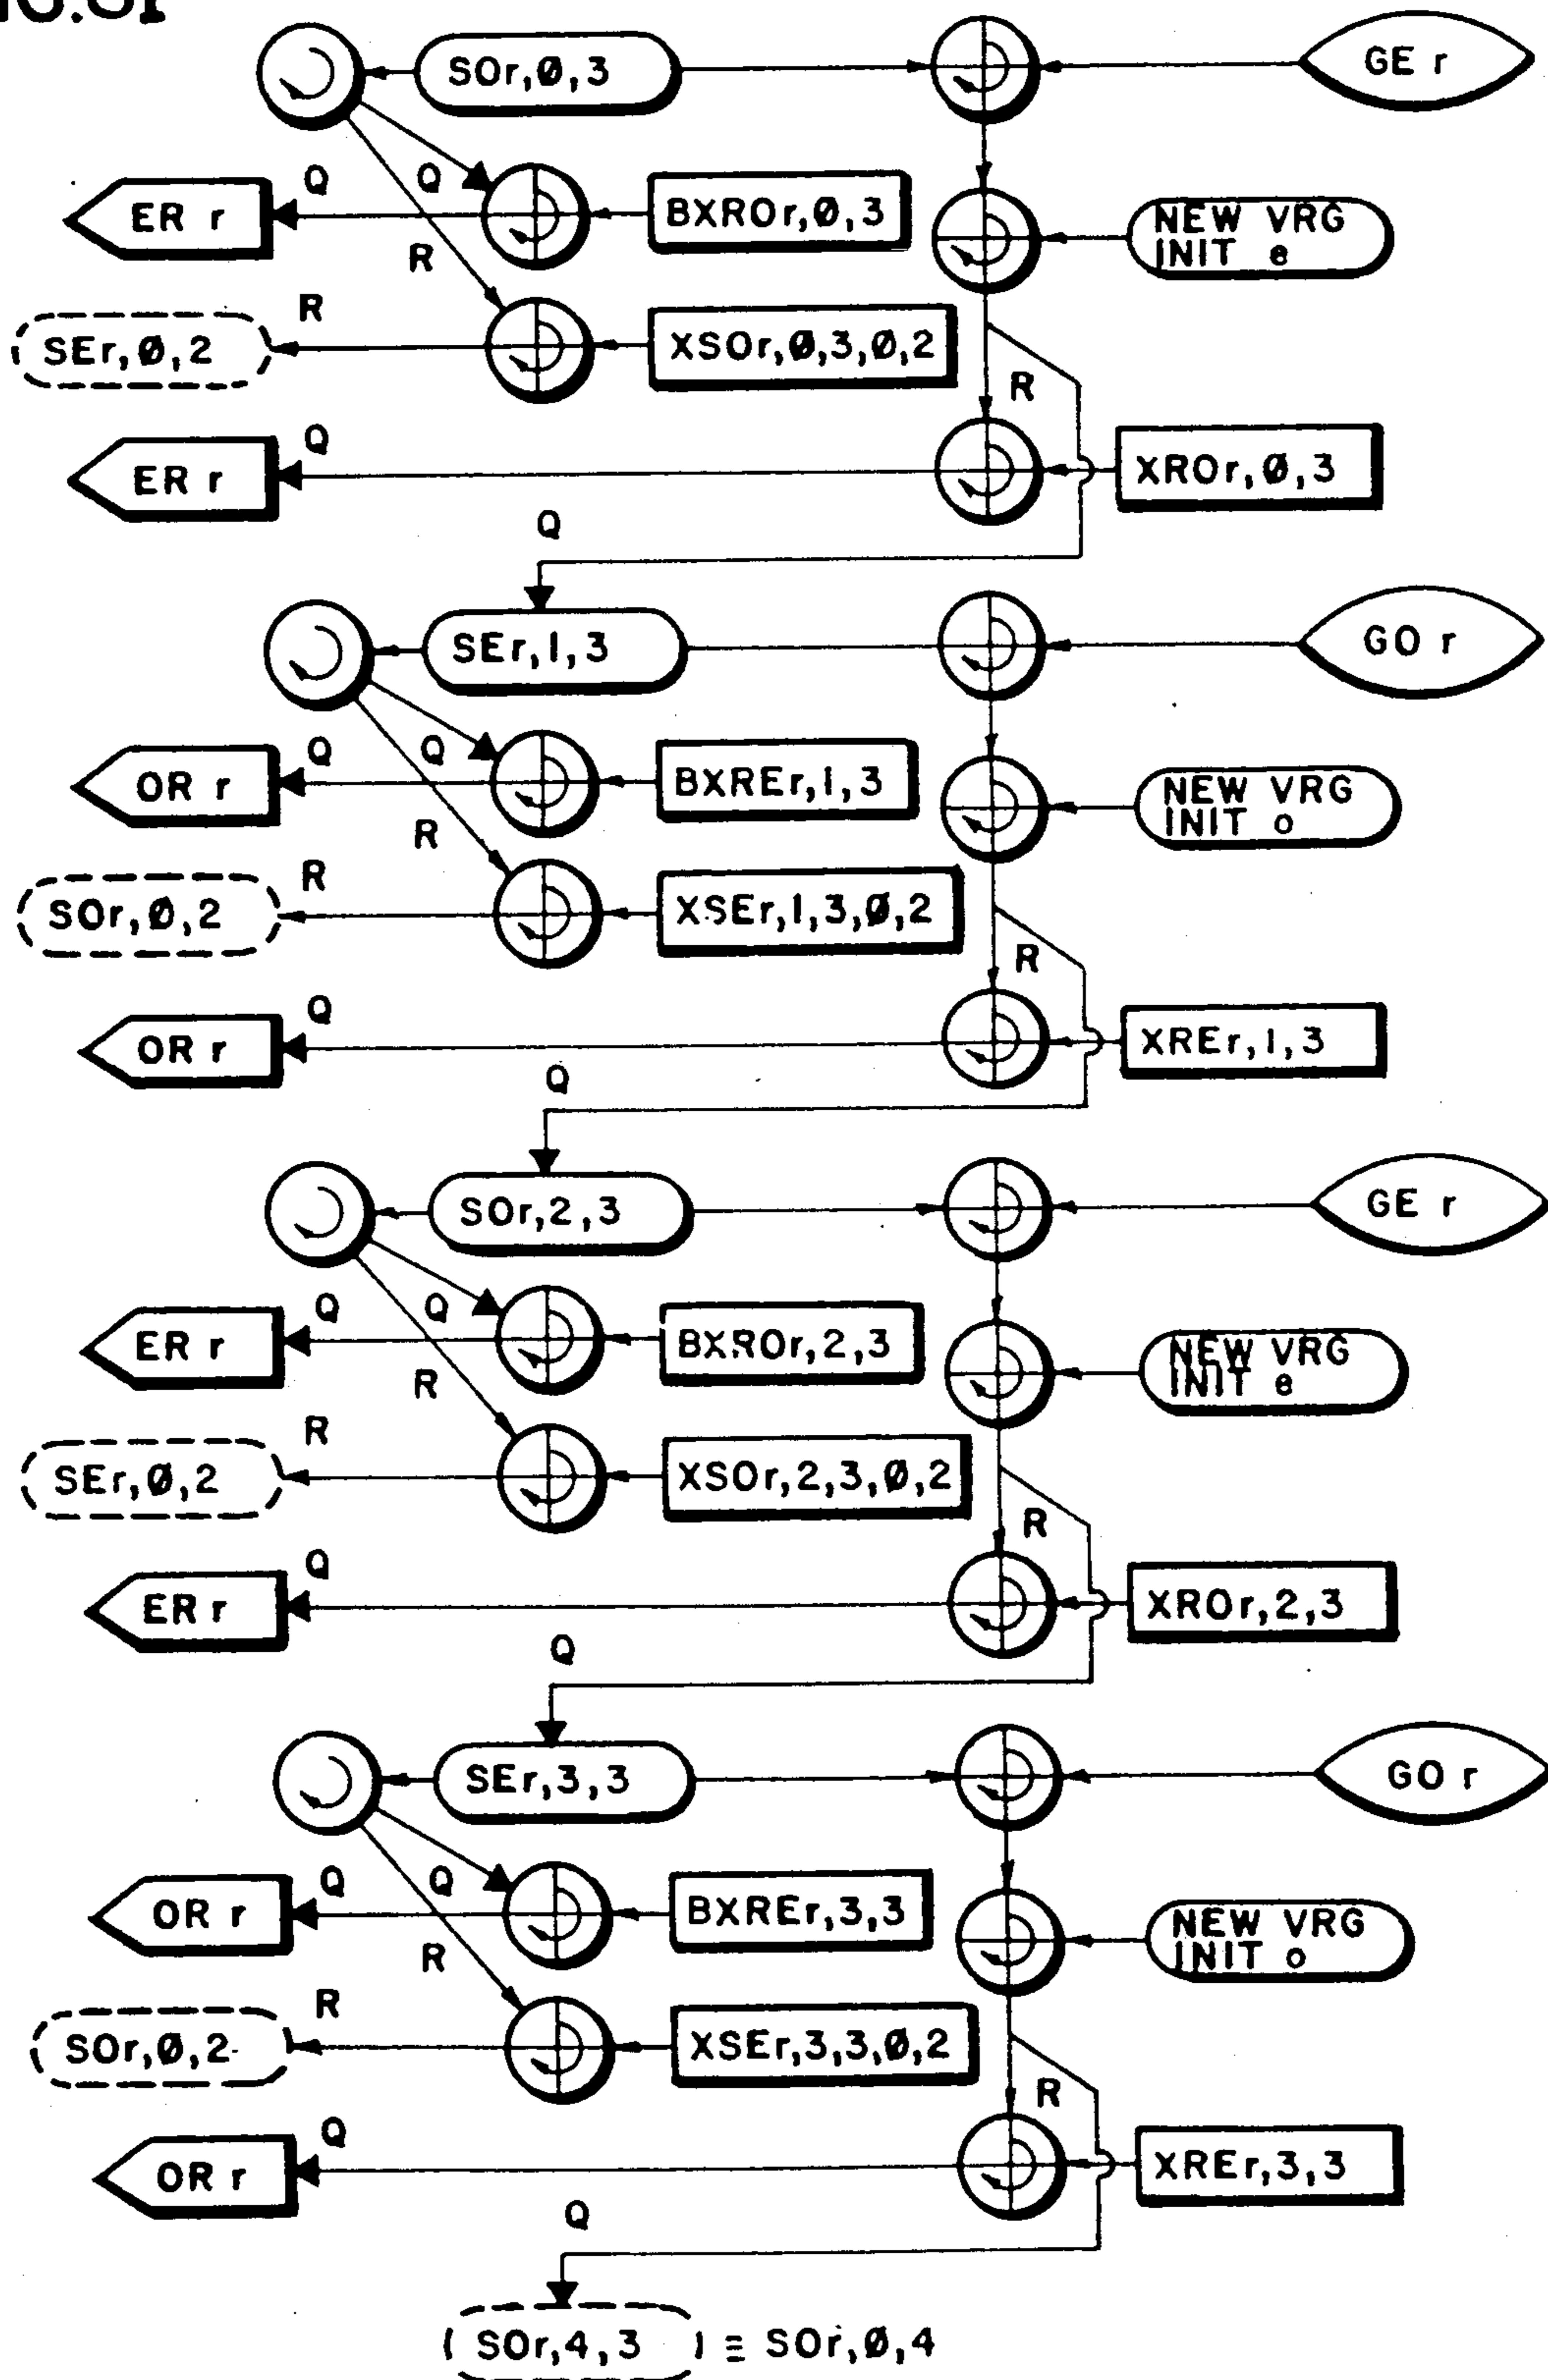 SOr,Ø,3
GE r
ER r
Q
Q
BXROr,Ø,3
NEW VRG
INIT e
R
SEr,Ø,2
R
XSOr,Ø,3,Ø,2
R
ER r
Q
XROr,Ø,3
Q
SEr,1,3
GO r
OR r
Q
Q
BXREr,1,3
NEW VRG
INIT o
R
SOr,Ø,2
R
XSEr,1,3,Ø,2
R
OR r
Q
XREr,1,3
Q
SOr,2,3
GE r
ER r
Q
Q
BXROr,2,3
NEW VRG
INIT e
R
SEr,Ø,2
R
XSOr,2,3,Ø,2
R
ER r
Q
XROr,2,3
Q
SEr,3,3
GO r
OR r
Q
Q
BXREr,3,3
NEW VRG
INIT o
R
SOr,Ø,2
R
XSEr,3,3,Ø,2
R
OR r
Q
XREr,3,3
Q
SOr,4,3 ≡ SOr,Ø,4